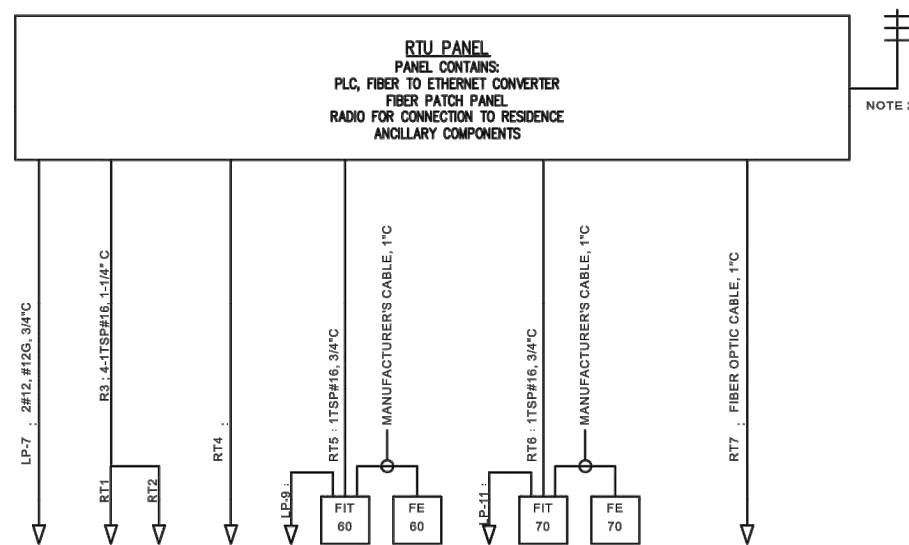 RTU PANEL
PANEL CONTAINS:
PLC, FIBER TO ETHERNET CONVERTER
FIBER PATCH PANEL
RADIO FOR CONNECTION TO RESIDENCE
ANCILLARY COMPONENTS
NOTE
LP-7 : 2#12, #12G, 3/4"C
R3 : 4-1TSP#16, 1-1/4" C
RT1
RT2
RT4 :
LP-9 :
RT5 : 1TSP#16, 3/4"C
MANUFACTURER'S CABLE, 1"C
FIT
60
FE
60
LP-11 :
RT6 : 1TSP#16, 3/4"C
MANUFACTURER'S CABLE, 1"C
FIT
70
FE
70
RT7 : FIBER OPTIC CABLE, 1"C